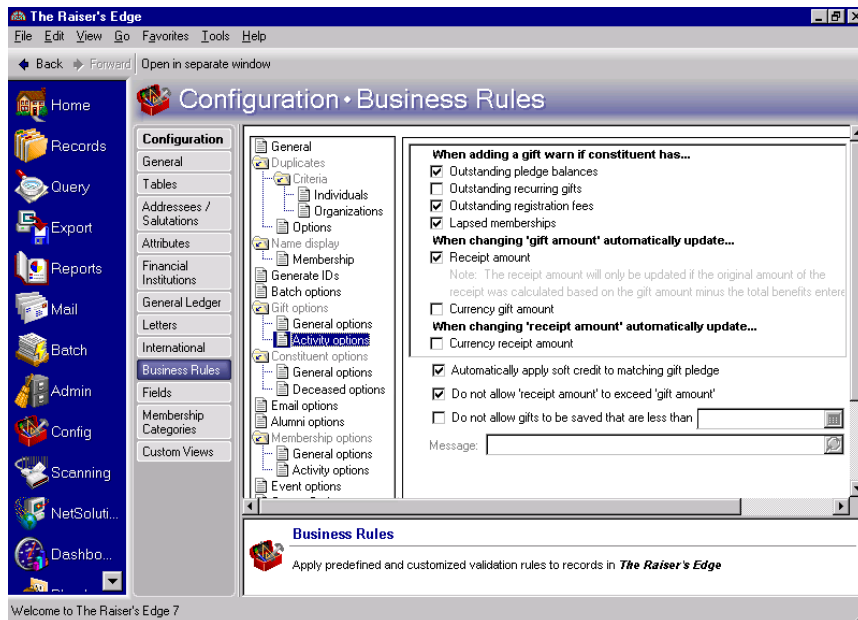 The Raiser's Edge
File Edit View Go Favorites Tools Help
Back Forward Open in separate window
Configuration • Business Rules
Home
Records
Query
Export
Reports
Mail
Batch
Admin
Config
Scanning
NetSoluti...
Dashbo...
Configuration
General
Tables
Addressees /
Salutations
Attributes
Financial
Institutions
General Ledger
Letters
International
Business Rules
Fields
Membership
Categories
Custom Views
General
Duplicates
Criteria
Individuals
Organizations
Options
Name display
Membership
Generate IDs
Batch options
Gift options
General options
Activity options
Constituent options
General options
Deceased options
Email options
Alumni options
Membership options
General options
Activity options
Event options
When adding a gift warn if constituent has...
Outstanding pledge balances
Outstanding recurring gifts
Outstanding registration fees
Lapsed memberships
When changing 'gift amount' automatically update...
Receipt amount
Note: The receipt amount will only be updated if the original amount of the
receipt was calculated based on the gift amount minus the total benefits entere
Currency gift amount
When changing 'receipt amount' automatically update...
Currency receipt amount
Automatically apply soft credit to matching gift pledge
Do not allow 'receipt amount' to exceed 'gift amount'
Do not allow gifts to be saved that are less than
Message:
Business Rules
Apply predefined and customized validation rules to records in The Raiser's Edge
Welcome to The Raiser's Edge 7